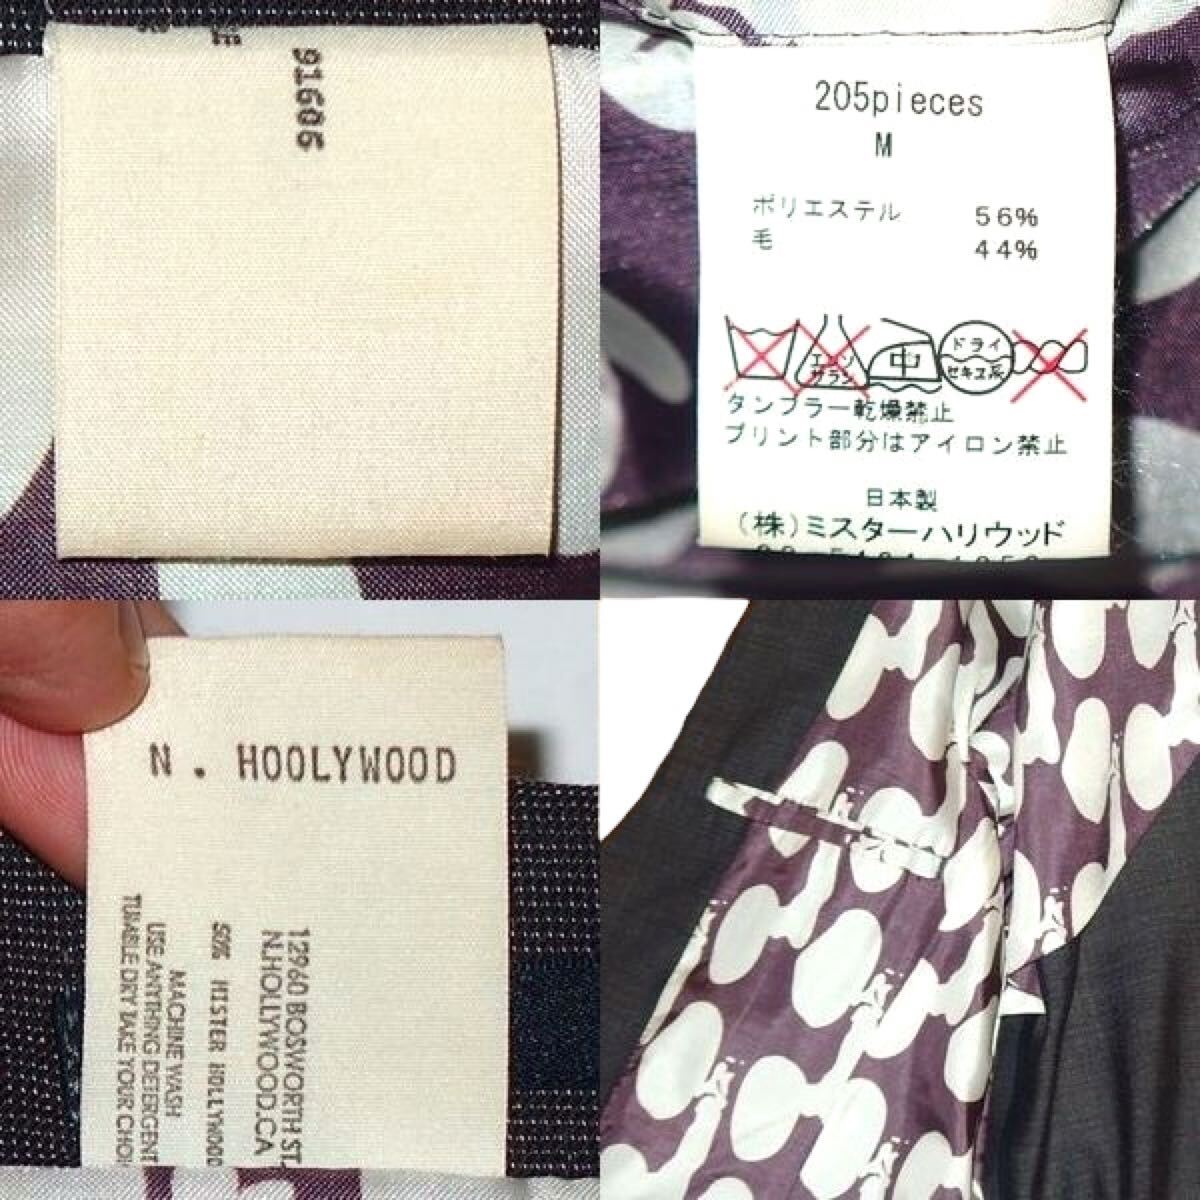 91606
205pieces
M
ポリエステル 56%
毛 44%
エンソ
サラシ
中
ドライ
セキユ系
タンブラー乾燥禁止
プリント部分はアイロン禁止
日本製
(株)ミスターハリウッド
N. HOOLYWOOD
12960 BOSWORTH ST.
N.HOLLYWOOD.CA
50% MISTER HOLLYWOOD
MACHINE WASH
USE ANYTHING DETERGENT
TUMBLE DRY TAKE YOUR CHOI